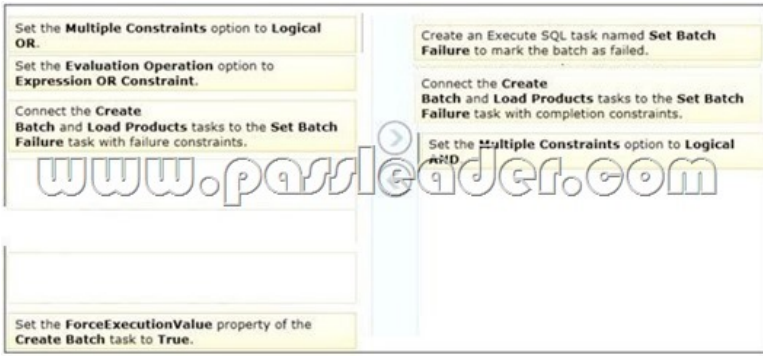 Set the Multiple Constraints option to Logical
OR.
Set the Evaluation Operation option to
Expression OR Constraint.
Connect the Create
Batch and Load Products tasks to the Set Batch
Failure task with failure constraints.
Set the ForceExecutionValue property of the
Create Batch task to True.
Create an Execute SQL task named Set Batch
Failure to mark the batch as failed.
Connect the Create
Batch and Load Products tasks to the Set Batch
Failure task with completion constraints.
Set the Multiple Constraints option to Logical
AND.
www.passleader.com